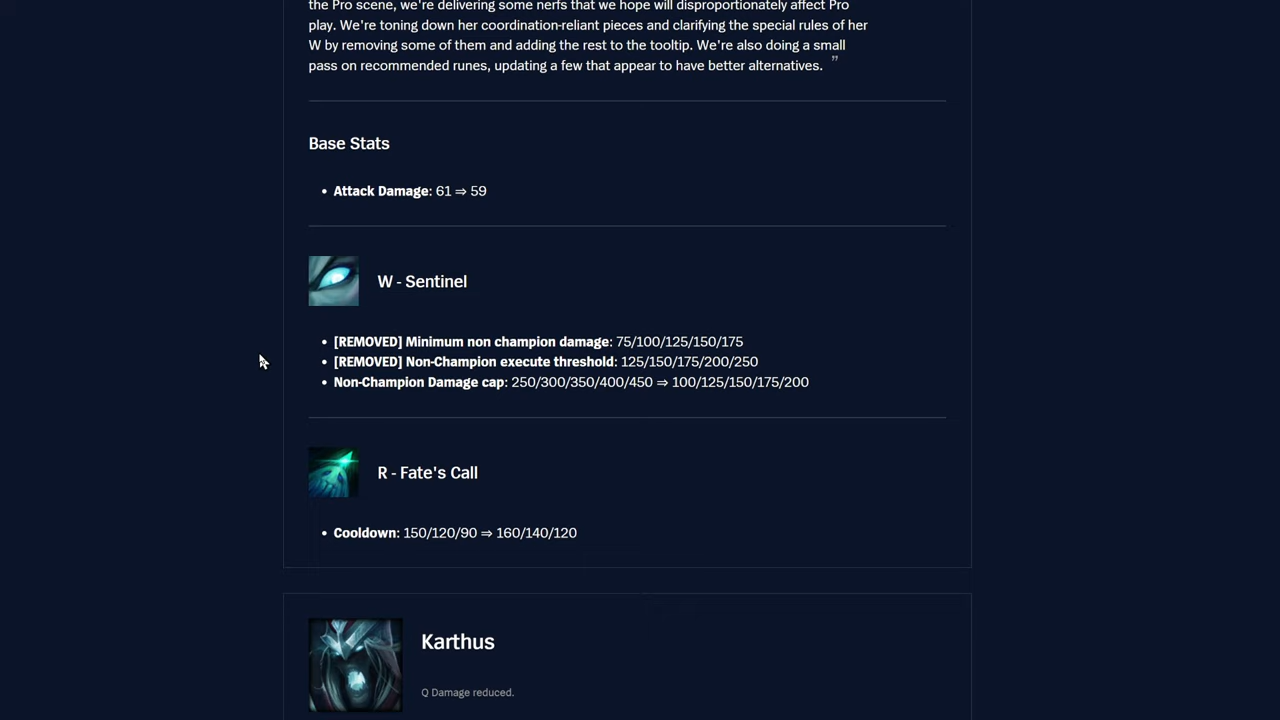 the Pro scene, we're delivering some nerfs that we hope will disproportionately affect Pro
play. We're toning down her coordination-reliant pieces and clarifying the special rules of her
W by removing some of them and adding the rest to the tooltip. We're also doing a small
pass on recommended runes, updating a few that appear to have better alternatives. ”
Base Stats
• Attack Damage: 61 ⇒ 59
W - Sentinel
• [REMOVED] Minimum non champion damage: 75/100/125/150/175
• [REMOVED] Non-Champion execute threshold: 125/150/175/200/250
• Non-Champion Damage cap: 250/300/350/400/450 ⇒ 100/125/150/175/200
R - Fate's Call
• Cooldown: 150/120/90 ⇒ 160/140/120
Karthus
Q Damage reduced.